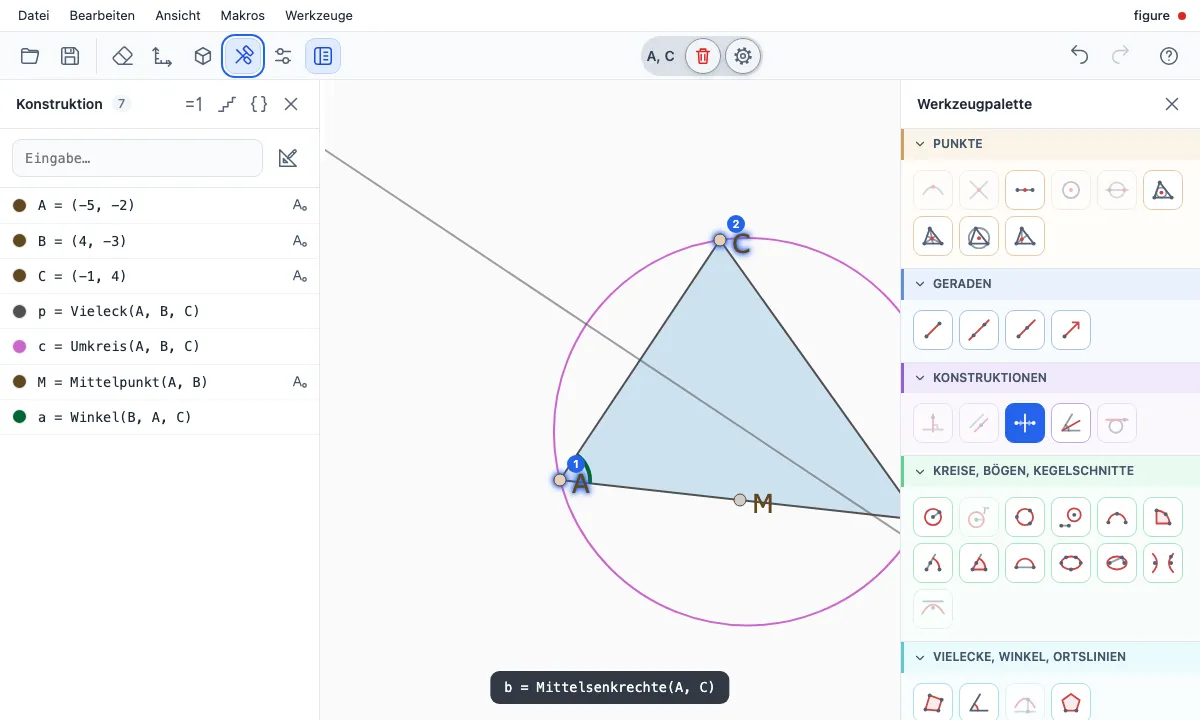 Datei Bearbeiten Ansicht Makros Werkzeuge figure
A, C
Konstruktion 7 =1 { }
Eingabe…
A = (−5, −2)
B = (4, −3)
C = (−1, 4)
p = Vieleck(A, B, C)
c = Umkreis(A, B, C)
M = Mittelpunkt(A, B)
a = Winkel(B, A, C)
2
C
1
A
M
b = Mittelsenkrechte(A, C)
Werkzeugpalette
PUNKTE
GERADEN
KONSTRUKTIONEN
KREISE, BÖGEN, KEGELSCHNITTE
r
VIELECKE, WINKEL, ORTSLINIEN